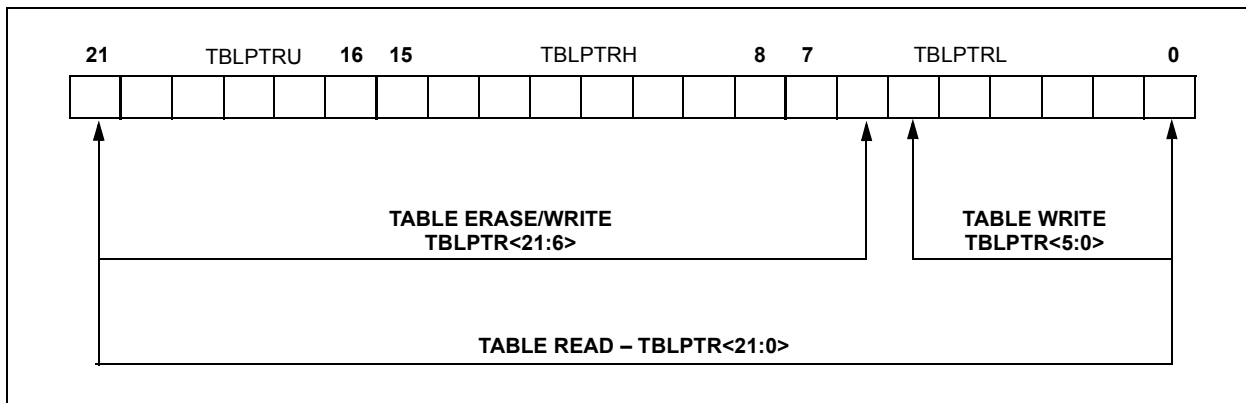 21 TBLPTRU 16 15 TBLPTRH 8 7 TBLPTRL 0
TABLE ERASE/WRITE
TBLPTR<21:6>
TABLE WRITE
TBLPTR<5:0>
TABLE READ – TBLPTR<21:0>